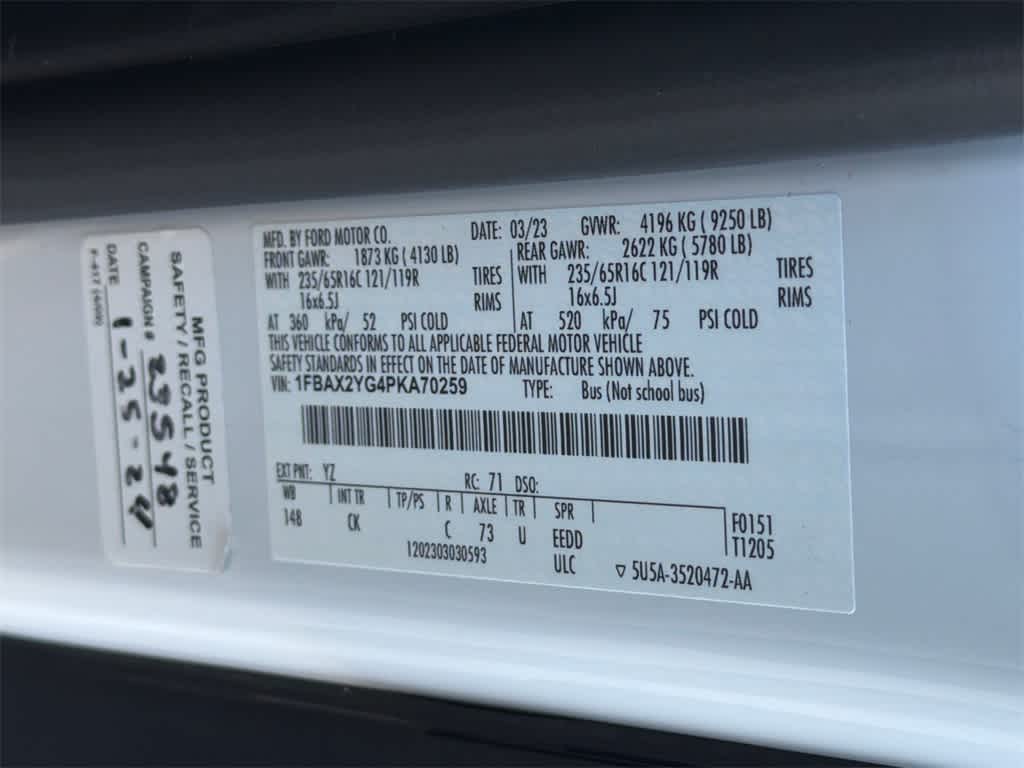 MFG PRODUCT
SAFETY / RECALL / SERVICE
CAMPAIGN # 23S48
DATE 1-25-24
MFD. BY FORD MOTOR CO. DATE: 03/23 GVWR: 4196 KG ( 9250 LB)
FRONT GAWR: 1873 KG ( 4130 LB) REAR GAWR: 2622 KG ( 5780 LB)
WITH 235/65R16C 121/119R TIRES WITH 235/65R16C 121/119R TIRES
16x6.5J RIMS 16x6.5J RIMS
AT 360 kPa/ 52 PSI COLD AT 520 kPa/ 75 PSI COLD
THIS VEHICLE CONFORMS TO ALL APPLICABLE FEDERAL MOTOR VEHICLE
SAFETY STANDARDS IN EFFECT ON THE DATE OF MANUFACTURE SHOWN ABOVE.
VIN: 1FBAX2YG4PKA70259 TYPE: Bus (Not school bus)
EXT PNT: YZ RC: 71 DSO:
WB INT TR TP/PS R AXLE TR SPR
148 CK C 73 U EEDD F0151
1202303030593 ULC T1205
▽ 5U5A-3520472-AA